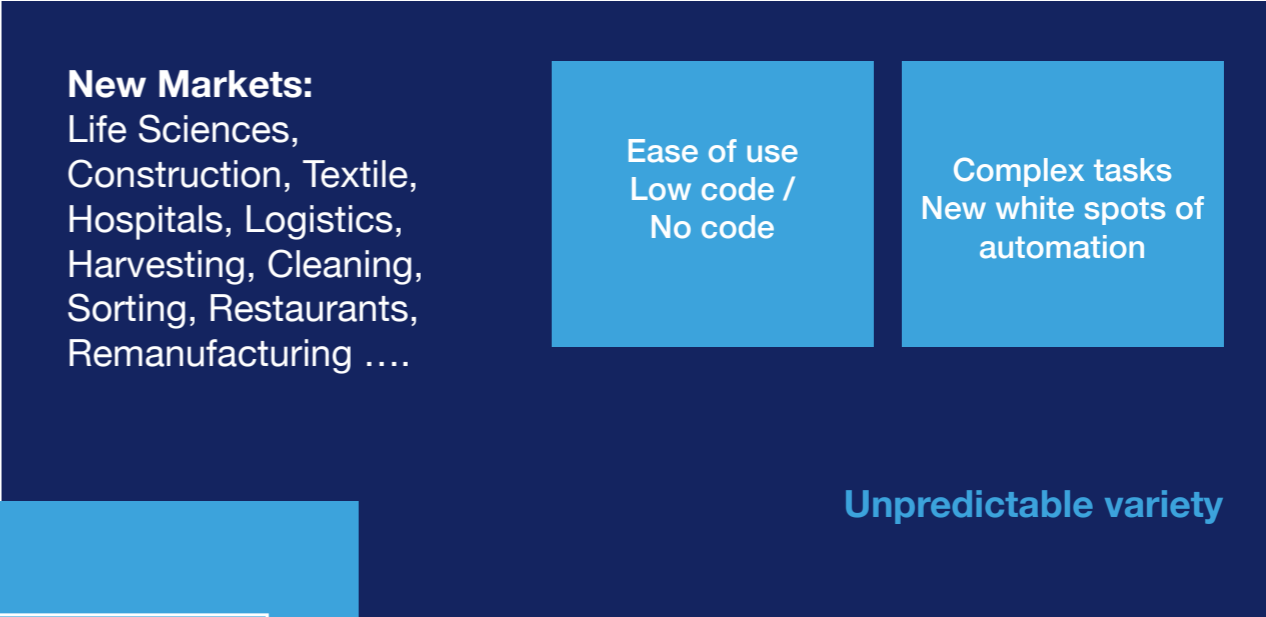 New Markets:
Life Sciences,
Construction, Textile,
Hospitals, Logistics,
Harvesting, Cleaning,
Sorting, Restaurants,
Remanufacturing ….
Ease of use
Low code /
No code
Complex tasks
New white spots of
automation
Unpredictable variety